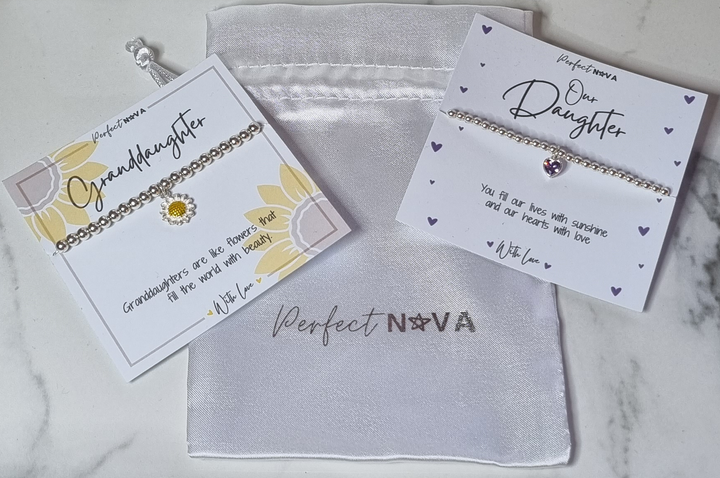 Perfect NOVA
Granddaughter
Granddaughters are like flowers that
fill the world with beauty.
With Love
Perfect NOVA
Our
Daughter
You fill our lives with sunshine
and our hearts with love
With Love
Perfect NOVA